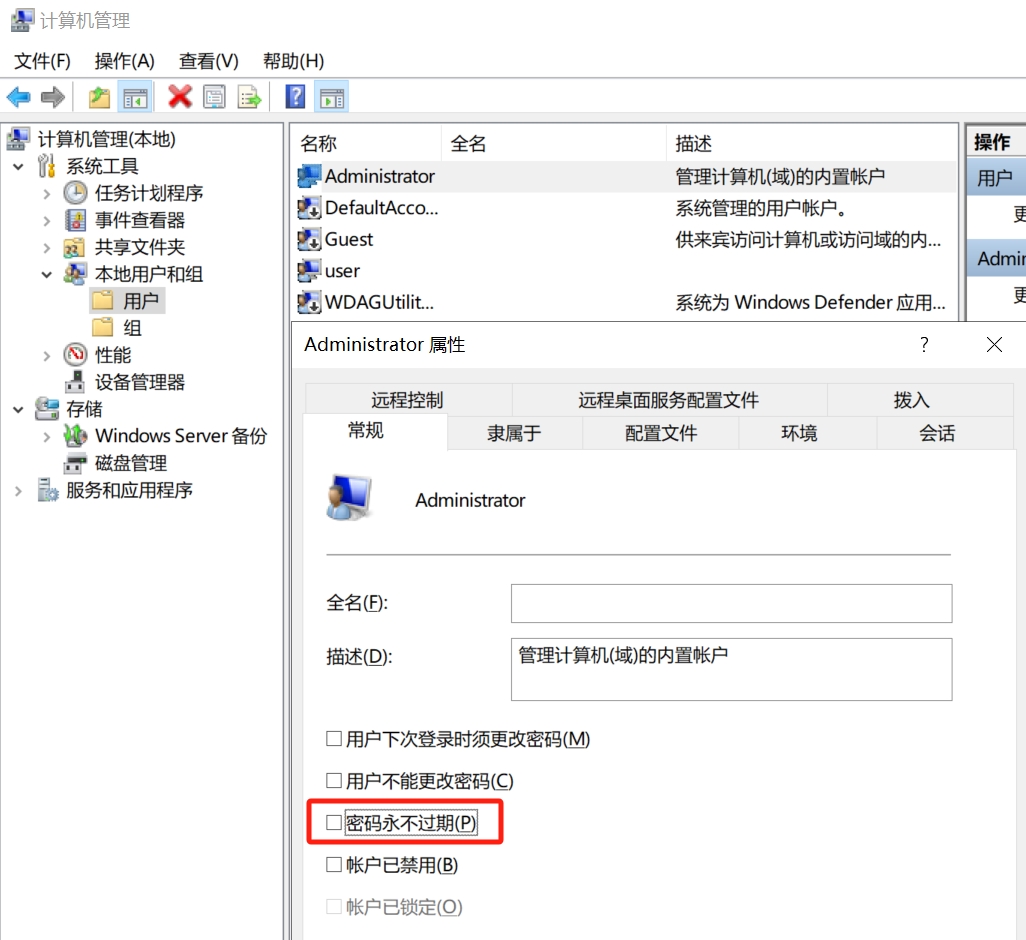 计算机管理
文件(F) 操作(A) 查看(V) 帮助(H)
计算机管理(本地)
系统工具
任务计划程序
事件查看器
共享文件夹
本地用户和组
用户
组
性能
设备管理器
存储
Windows Server 备份
磁盘管理
服务和应用程序
名称 全名 描述
Administrator 管理计算机(域)的内置帐户
DefaultAcco... 系统管理的用户帐户。
Guest 供来宾访问计算机或访问域的内...
user
WDAGUtilit... 系统为 Windows Defender 应用...
操作
用户
更
Admin
更
Administrator 属性 ?
远程控制 远程桌面服务配置文件 拨入
常规 隶属于 配置文件 环境 会话
Administrator
全名(F):
描述(D): 管理计算机(域)的内置帐户
用户下次登录时须更改密码(M)
用户不能更改密码(C)
密码永不过期(P)
帐户已禁用(B)
帐户已锁定(O)